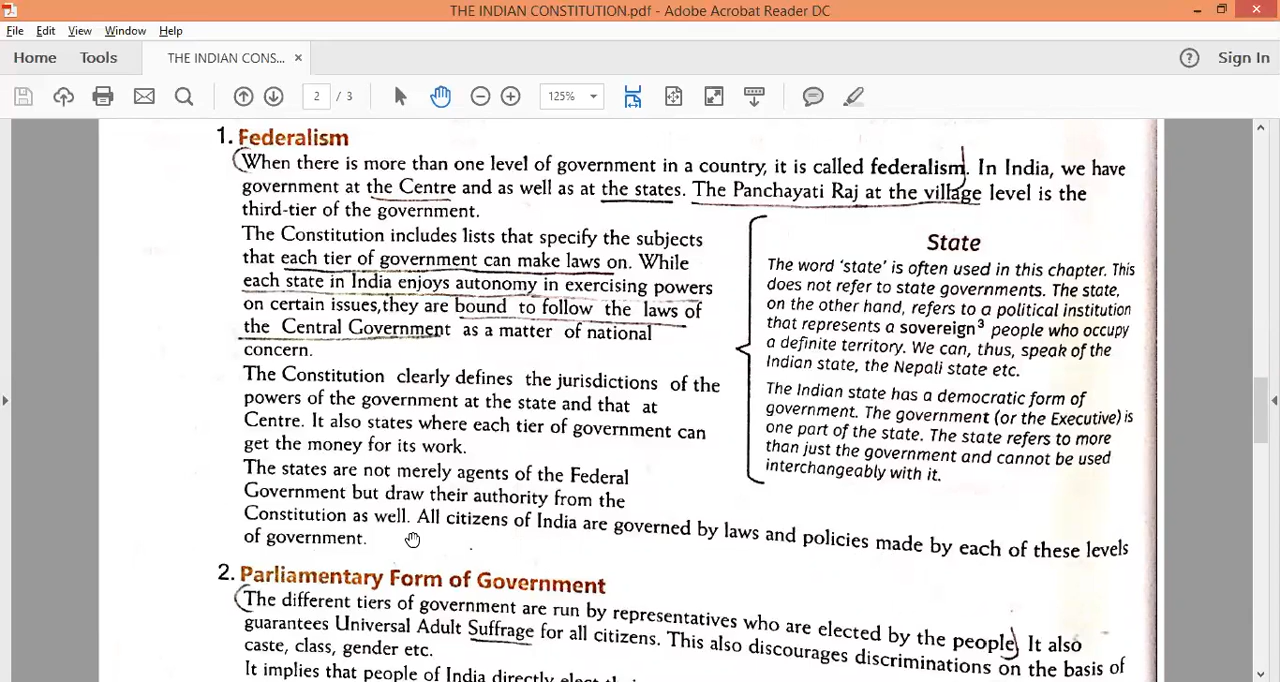 THE INDIAN CONSTITUTION.pdf - Adobe Acrobat Reader DC
File Edit View Window Help
Home Tools THE INDIAN CONS... × Sign In
2 / 3 125%
1. Federalism
(When there is more than one level of government in a country, it is called federalism). In India, we have
government at the Centre and as well as at the states. The Panchayati Raj at the village level is the
third-tier of the government.
The Constitution includes lists that specify the subjects
that each tier of government can make laws on. While
each state in India enjoys autonomy in exercising powers
on certain issues,they are bound to follow the laws of
the Central Government as a matter of national
concern.
The Constitution clearly defines the jurisdictions of the
powers of the government at the state and that at
Centre. It also states where each tier of government can
get the money for its work.
The states are not merely agents of the Federal
Government but draw their authority from the
Constitution as well. All citizens of India are governed by laws and policies made by each of these levels
of government.
State
The word 'state' is often used in this chapter. This
does not refer to state governments. The state,
on the other hand, refers to a political institution
that represents a sovereign³ people who occupy
a definite territory. We can, thus, speak of the
Indian state, the Nepali state etc.
The Indian state has a democratic form of
government. The government (or the Executive) is
one part of the state. The state refers to more
than just the government and cannot be used
interchangeably with it.
2. Parliamentary Form of Government
(The different tiers of government are run by representatives who are elected by the people) It also
guarantees Universal Adult Suffrage for all citizens. This also discourages discriminations on the basis of
caste, class, gender etc.
It implies that people of India directly elect